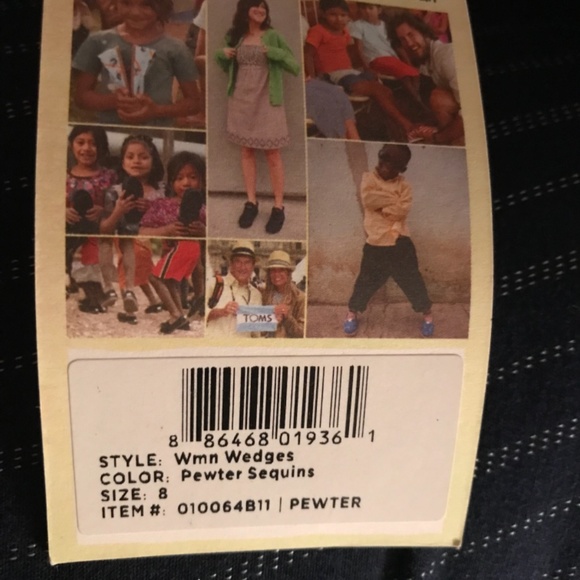 TOMS
8 86468 01936 1
STYLE: Wmn Wedges
COLOR: Pewter Sequins
SIZE: 8
ITEM #: 010064B11 | PEWTER